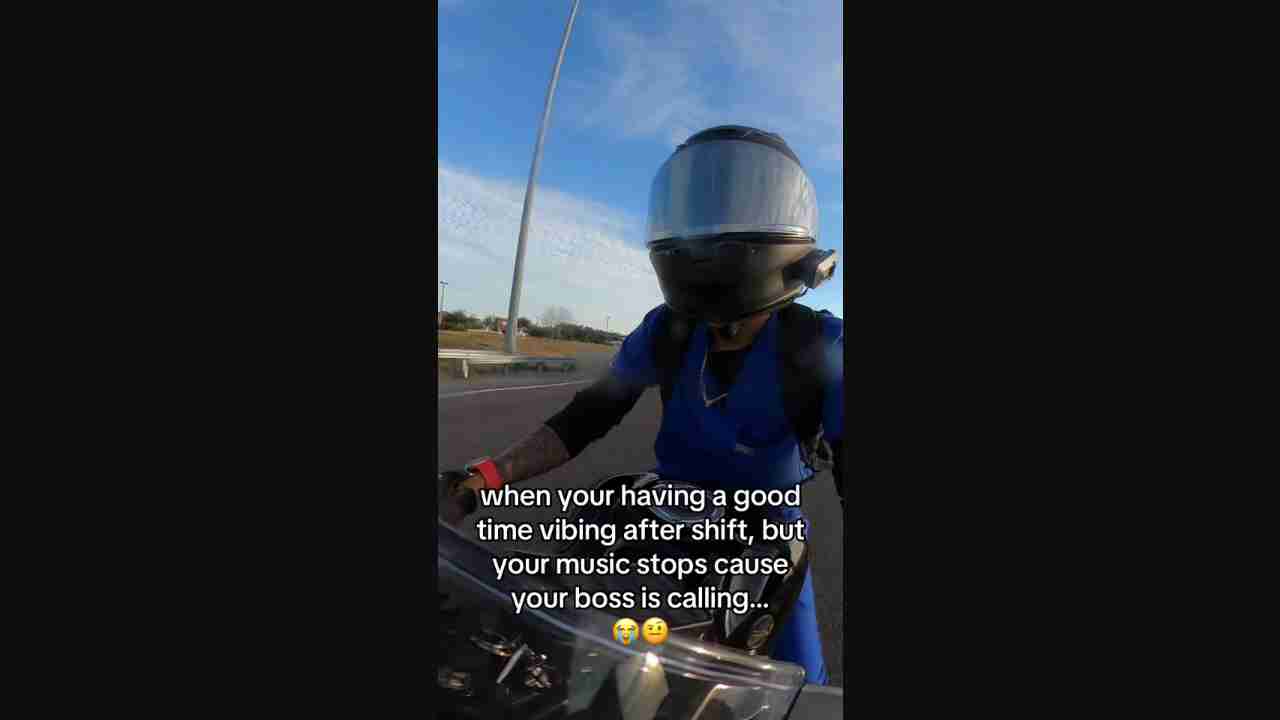 when your having a good
time vibing after shift, but
your music stops cause
your boss is calling...
😭🤨